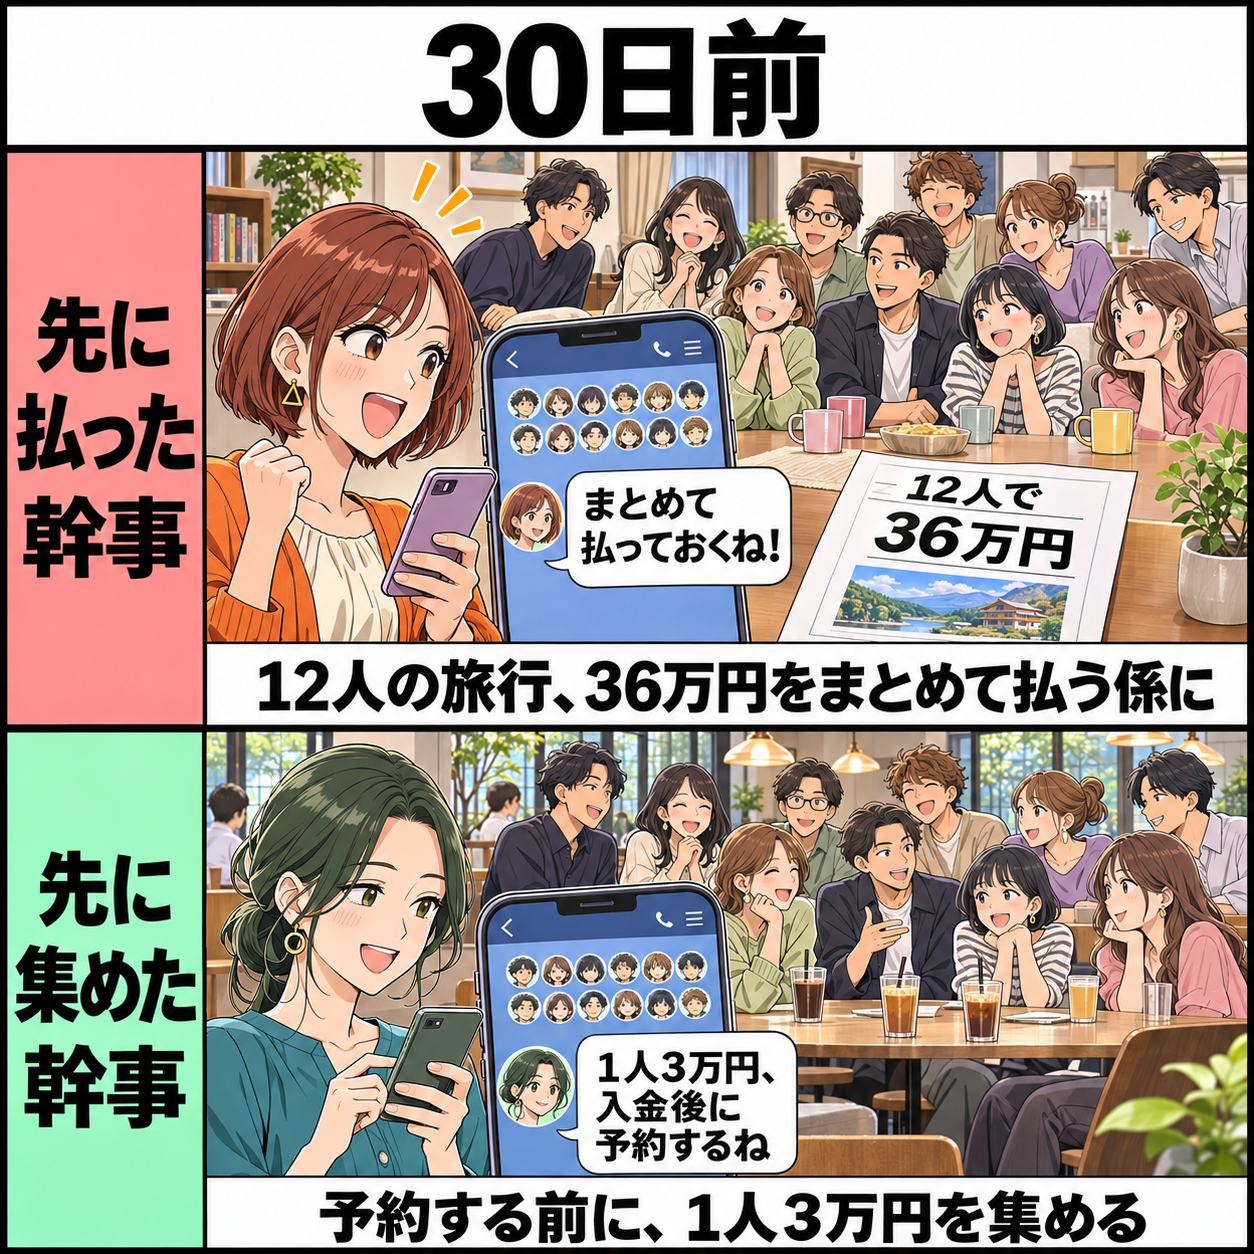 30日前
先に
払った
幹事
まとめて
払っておくね!
12人で
36万円
12人の旅行、36万円をまとめて払う係に
先に
集めた
幹事
1人3万円、
入金後に
予約するね
予約する前に、1人3万円を集める